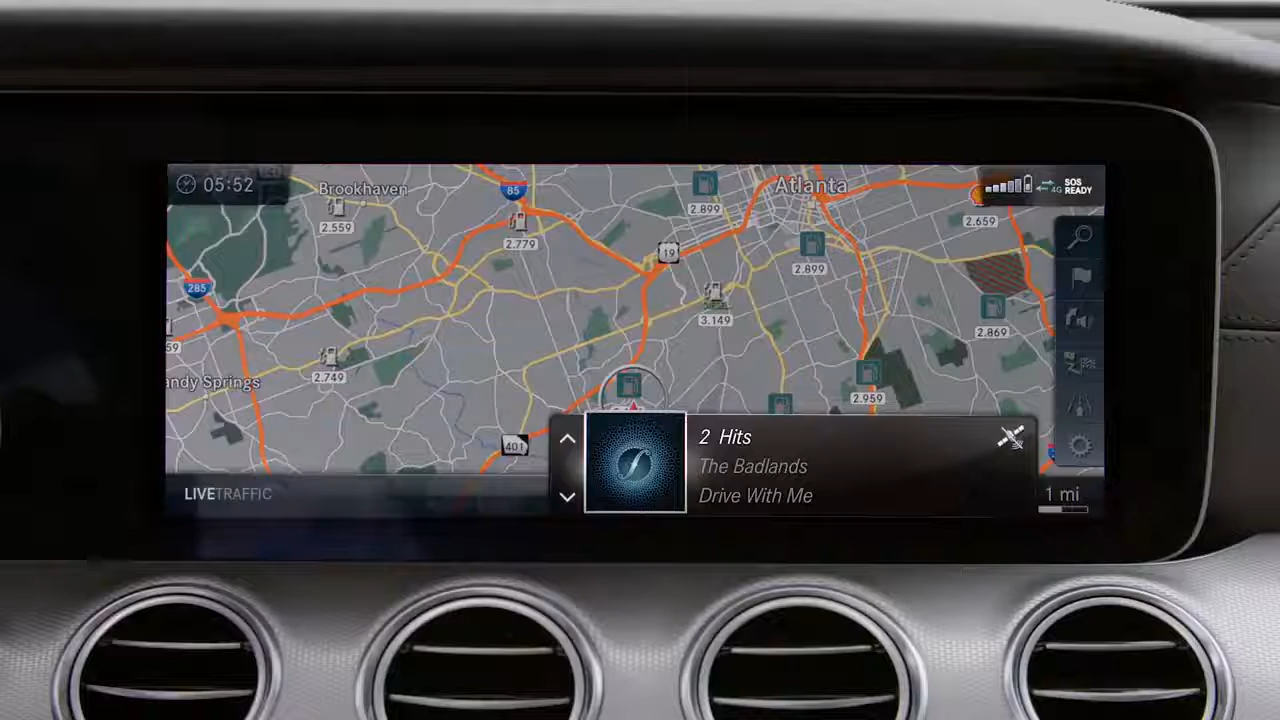 05:52
Brookhaven
85
2.899
Atlanta
4G
SOS
READY
2.559
2.779
19
2.899
2.659
285
3.149
2.869
59
2.749
andy Springs
2.959
401
2 Hits
The Badlands
Drive With Me
LIVETRAFFIC
1 mi